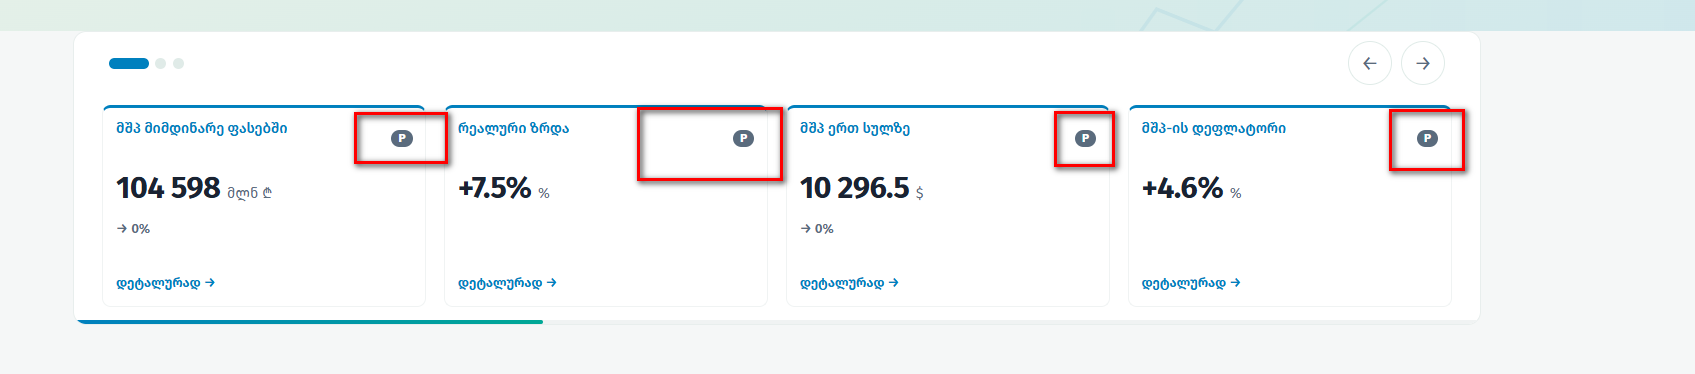 ← →
მშპ მიმდინარე ფასებში P
104 598 მლნ ₾
→ 0%
დეტალურად →
რეალური ზრდა P
+7.5% %
დეტალურად →
მშპ ერთ სულზე P
10 296.5 $
→ 0%
დეტალურად →
მშპ-ის დეფლატორი P
+4.6% %
დეტალურად →